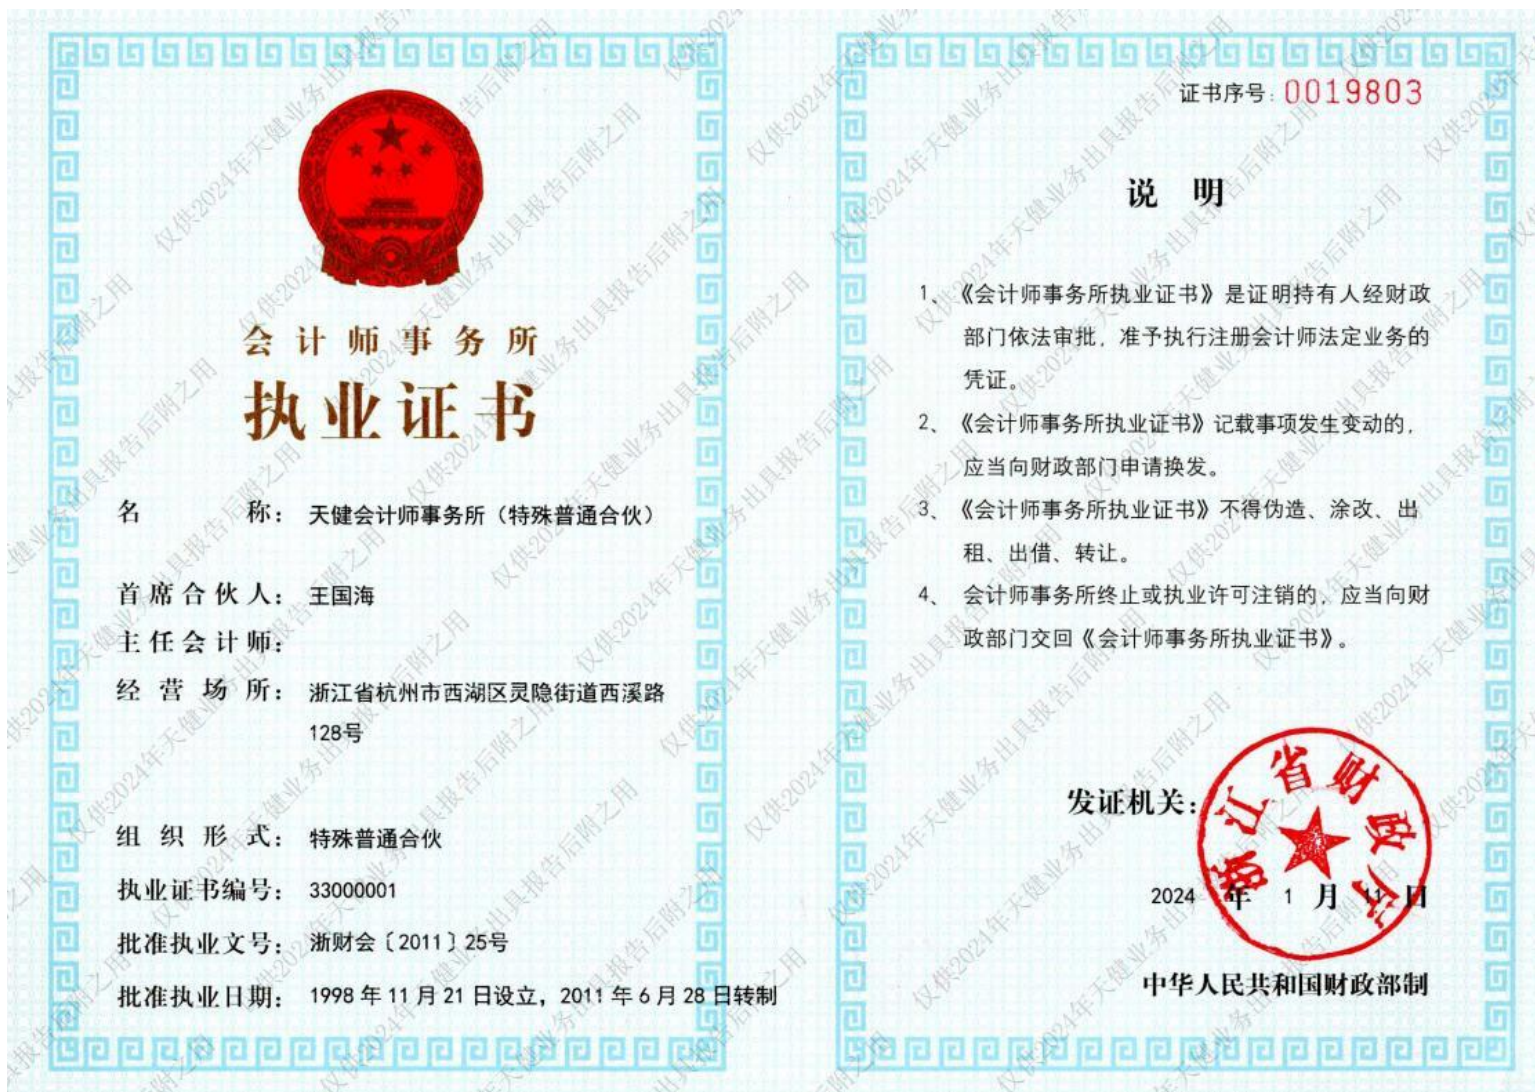 会计师事务所
执业证书
名 称：天健会计师事务所（特殊普通合伙）
首席合伙人：王国海
主任会计师：
经营场所：浙江省杭州市西湖区灵隐街道西溪路
128号
组织形式：特殊普通合伙
执业证书编号：33000001
批准执业文号：浙财会〔2011〕25号
批准执业日期：1998年11月21日设立，2011年6月28日转制
证书序号：0019803
说 明
1、《会计师事务所执业证书》是证明持有人经财政
部门依法审批，准予执行注册会计师法定业务的
凭证。
2、《会计师事务所执业证书》记载事项发生变动的，
应当向财政部门申请换发。
3、《会计师事务所执业证书》不得伪造、涂改、出
租、出借、转让。
4、会计师事务所终止或执业许可注销的，应当向财
政部门交回《会计师事务所执业证书》。
发证机关：
浙江省财政厅
2024年1月11日
中华人民共和国财政部制
仅供2024年天健业务出具报告后附之用